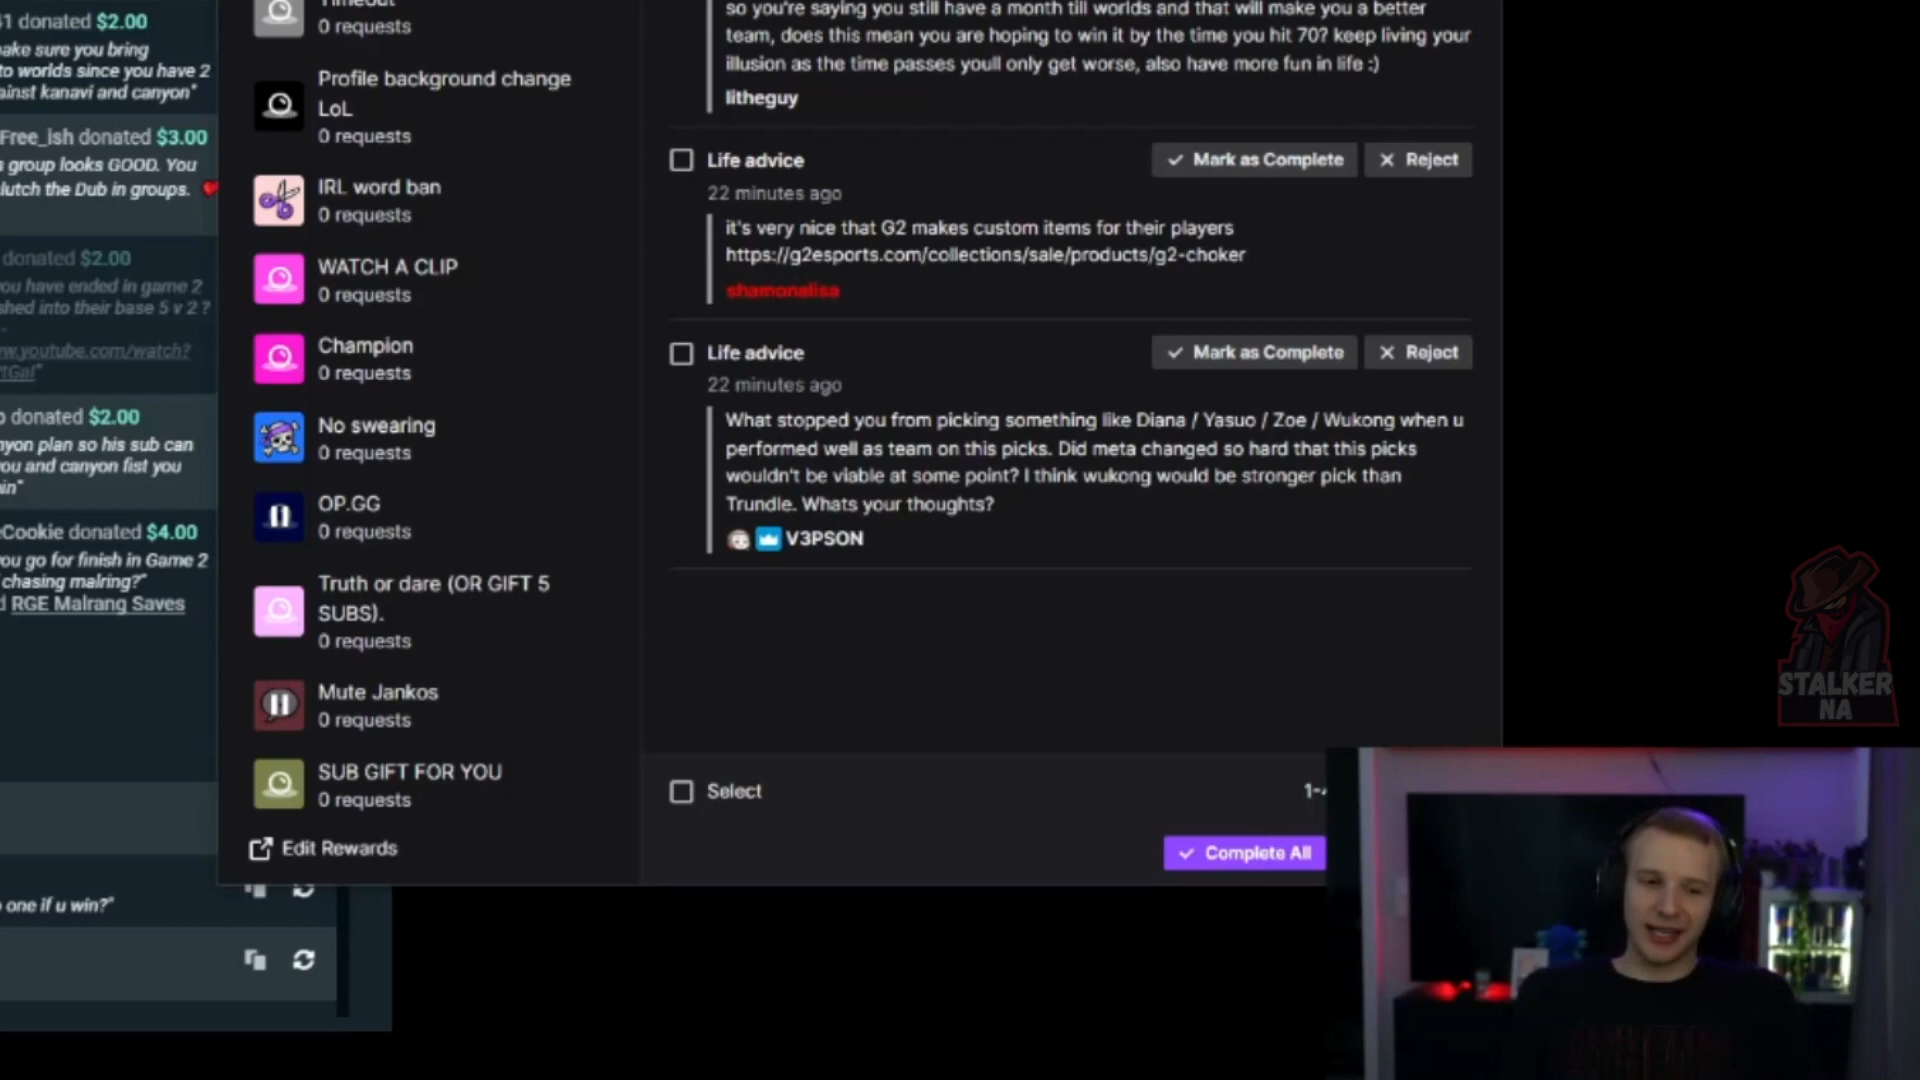 41 donated $2.00
ake sure you bring
to worlds since you have 2
ainst kanavi and canyon"
Free_ish donated $3.00
s group looks GOOD. You
lutch the Dub in groups.
donated $2.00
you have ended in game 2
shed into their base 5 v 2 ?
ww.youtube.com/watch?
donated $2.00
nyon plan so his sub can
you and canyon fist you
in"
Cookie donated $4.00
you go for finish in Game 2
chasing malring?"
d RGE Malrang Saves
one if u win?"
Timeout
0 requests
Profile background change
LoL
0 requests
IRL word ban
0 requests
WATCH A CLIP
0 requests
Champion
0 requests
No swearing
0 requests
OP.GG
0 requests
Truth or dare (OR GIFT 5
SUBS).
0 requests
Mute Jankos
0 requests
SUB GIFT FOR YOU
0 requests
Edit Rewards
so you're saying you still have a month till worlds and that will make you a better
team, does this mean you are hoping to win it by the time you hit 70? keep living your
illusion as the time passes youll only get worse, also have more fun in life :)
litheguy
Life advice
Mark as Complete
Reject
22 minutes ago
it's very nice that G2 makes custom items for their players
https://g2esports.com/collections/sale/products/g2-choker
shamonalisa
Life advice
Mark as Complete
Reject
22 minutes ago
What stopped you from picking something like Diana / Yasuo / Zoe / Wukong when u
performed well as team on this picks. Did meta changed so hard that this picks
wouldn't be viable at some point? I think wukong would be stronger pick than
Trundle. Whats your thoughts?
V3PSON
Select
Complete All
STALKER
NA